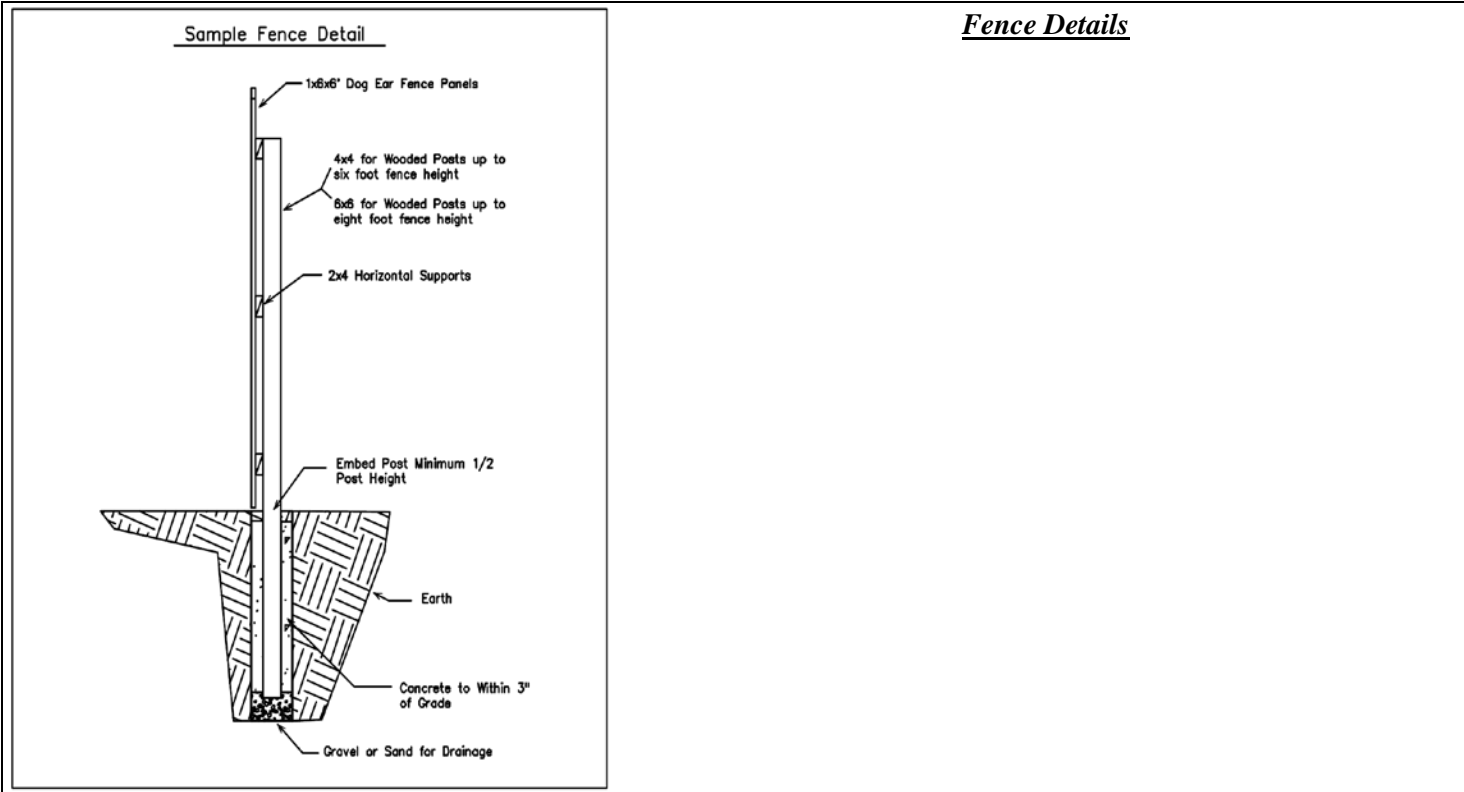 Sample Fence Detail
1x6x6" Dog Ear Fence Panels
4x4 for Wooded Posts up to
six foot fence height
6x6 for Wooded Posts up to
eight foot fence height
2x4 Horizontal Supports
Embed Post Minimum 1/2
Post Height
Earth
Concrete to Within 3"
of Grade
Gravel or Sand for Drainage
Fence Details